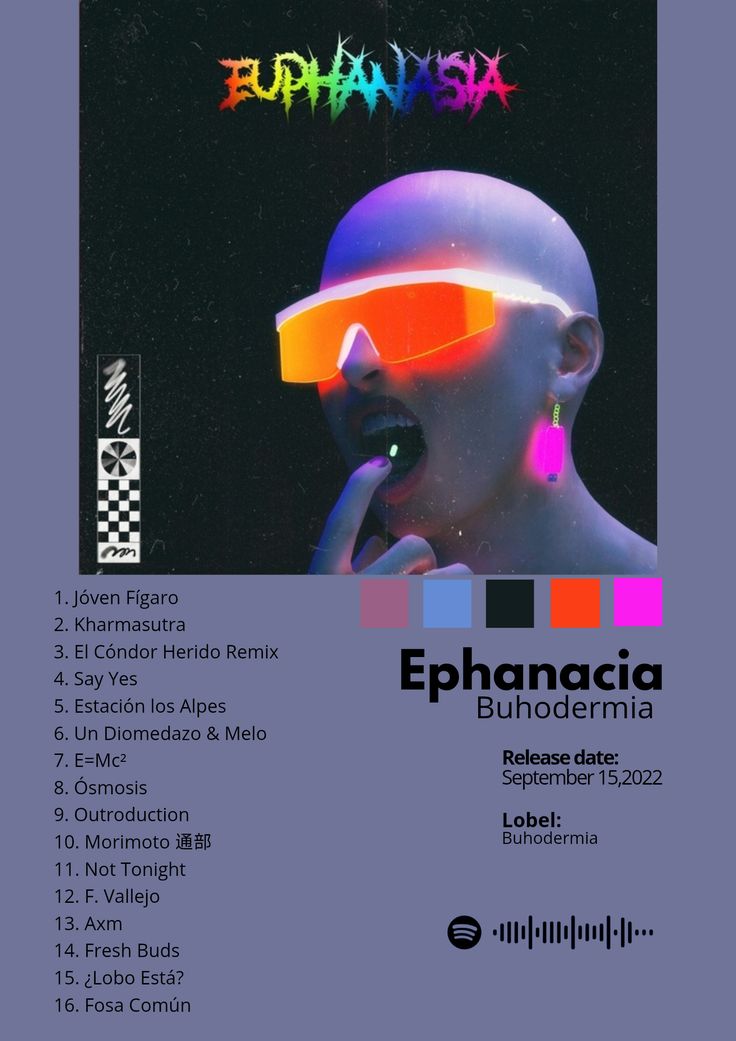 EUPHANASIA
1. Jóven Fígaro
2. Kharmasutra
3. El Cóndor Herido Remix
4. Say Yes
5. Estación los Alpes
6. Un Diomedazo & Melo
7. E=Mc²
8. Ósmosis
9. Outroduction
10. Morimoto 通部
11. Not Tonight
12. F. Vallejo
13. Axm
14. Fresh Buds
15. ¿Lobo Está?
16. Fosa Común
Ephanacia
Buhodermia
Release date:
September 15,2022
Lobel:
Buhodermia